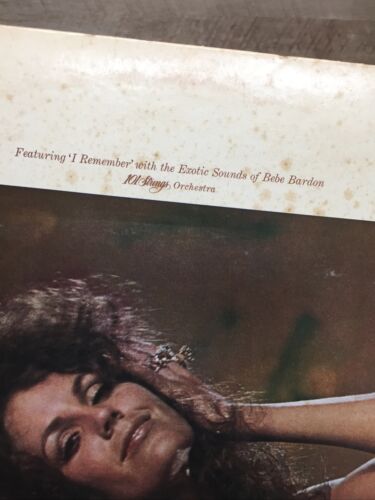 Featuring 'I Remember' with the Exotic Sounds of Bebe Bardon
101 Strings Orchestra